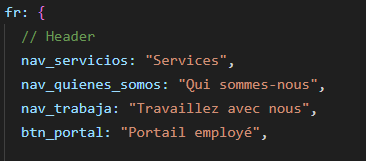 fr: {
// Header
nav_servicios: "Services",
nav_quienes_somos: "Qui sommes-nous",
nav_trabaja: "Travaillez avec nous",
btn_portal: "Portail employé",